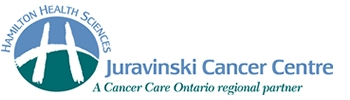 HAMILTON HEALTH SCIENCES
Juravinski Cancer Centre
A Cancer Care Ontario regional partner